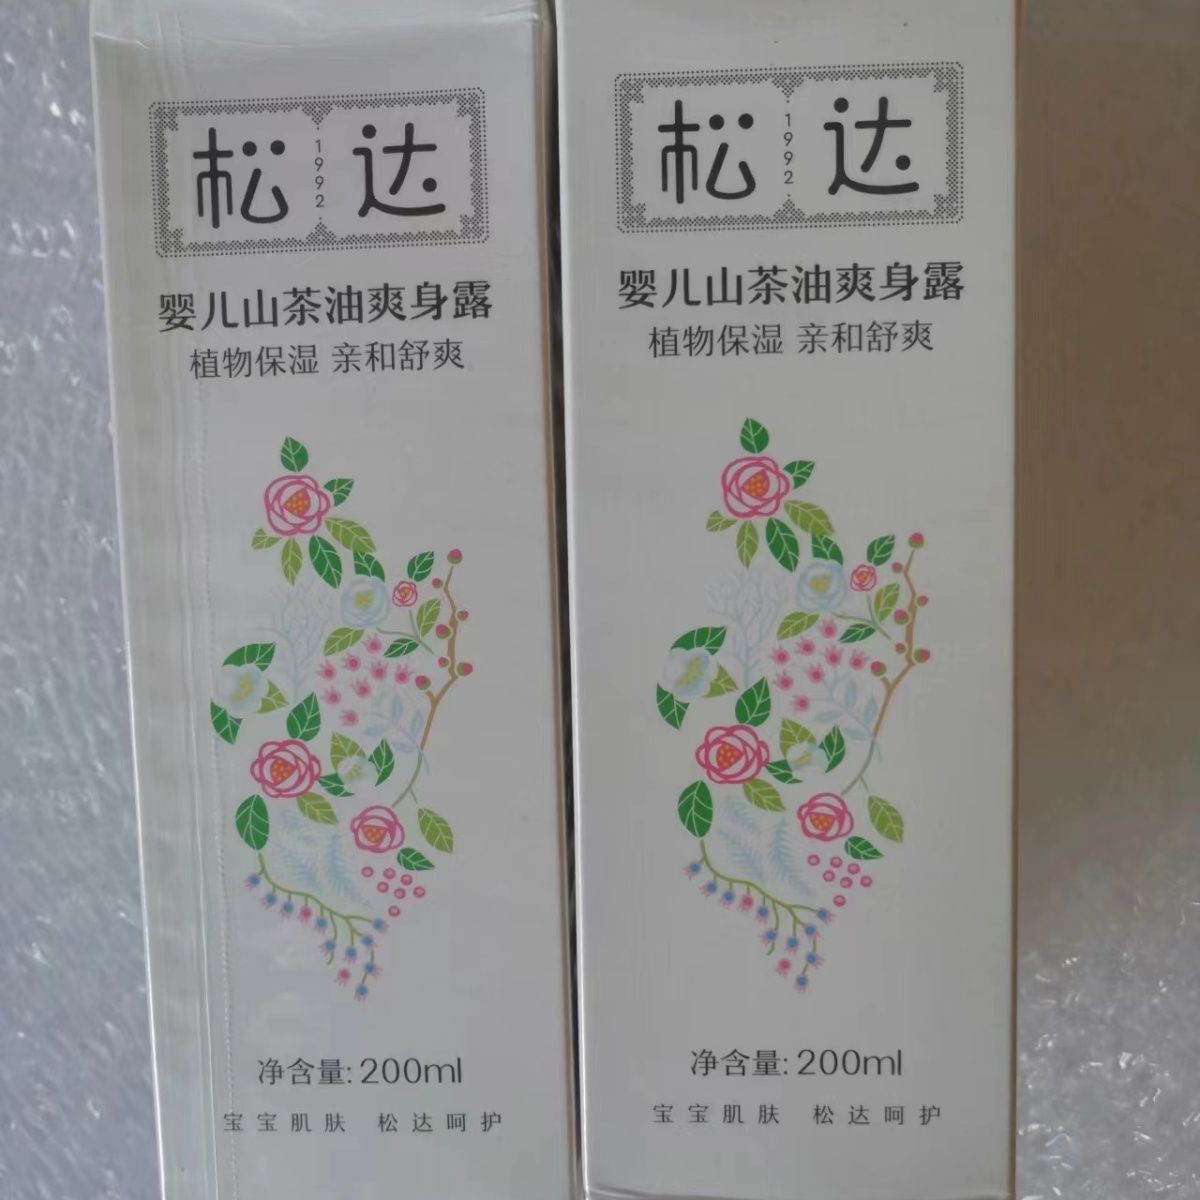 松 1992 达
婴儿山茶油爽身露
植物保湿 亲和舒爽
净含量: 200ml
宝宝肌肤 松达呵护
松 1992 达
婴儿山茶油爽身露
植物保湿 亲和舒爽
净含量: 200ml
宝宝肌肤 松达呵护